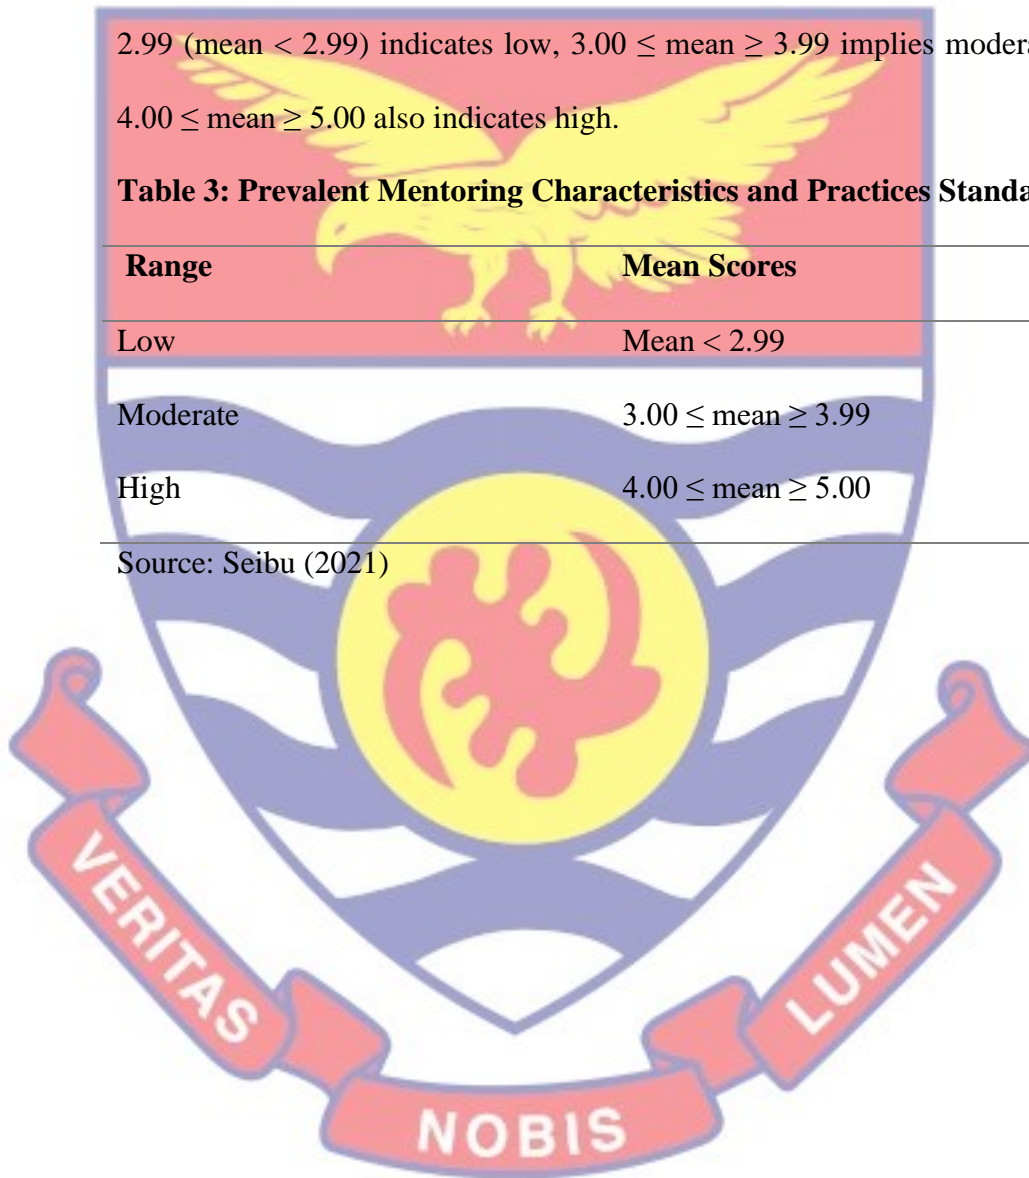 2.99 (mean < 2.99) indicates low, 3.00 ≤ mean ≥ 3.99 implies
4.00 ≤ mean ≥ 5.00 also indicates high.
Table 3: Prevalent Mentoring Characteristics and Practices
Range Mean Scores
Low Mean < 2.99
Moderate 3.00 ≤ mean ≥ 3.99
High 4.00 ≤ mean ≥ 5.00
Source: Seibu (2021)
VERITAS
NOBIS
LUMEN